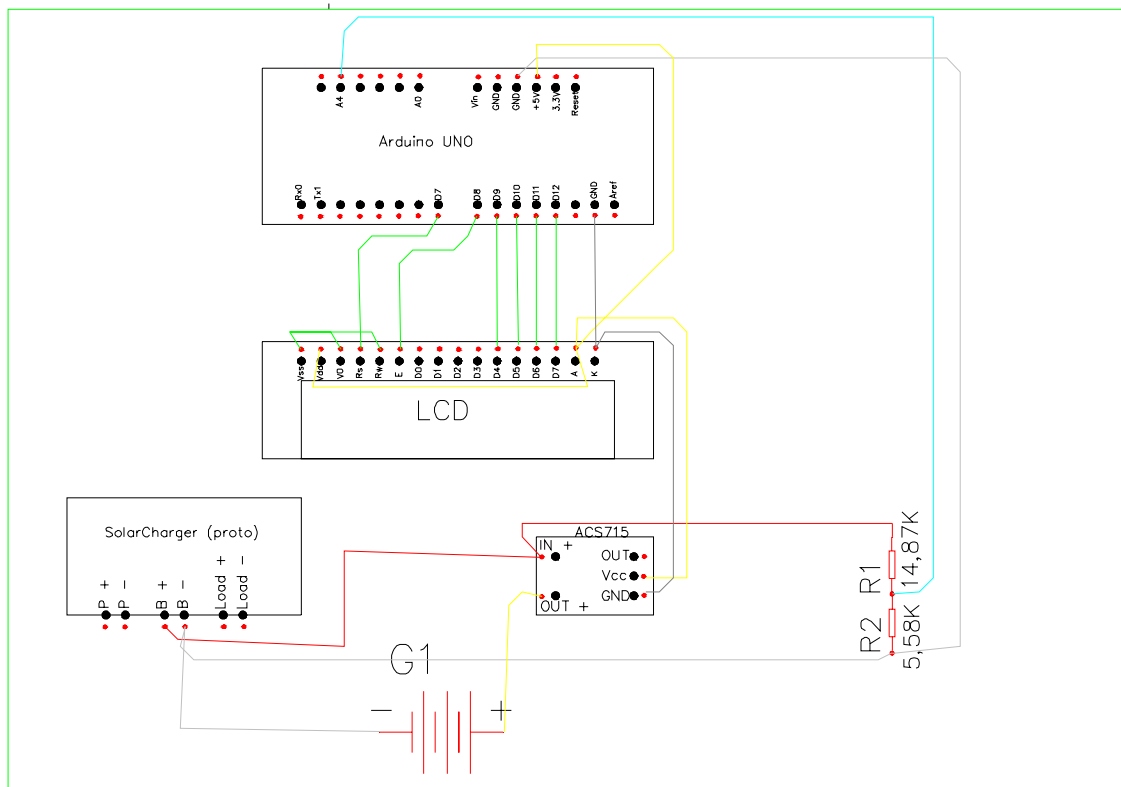 A4 A0 Vin GND GND +5V 3.3V Reset
Arduino UNO
Rx0 Tx1 D7 D8 D9 D10 D11 D12 GND Aref
Vss Vdd V0 Rs Rw E D0 D1 D2 D3 D4 D5 D6 D7 A K
LCD
SolarCharger (proto)
P + P - B + B - Load + Load -
ACS715
IN +
OUT
Vcc
OUT +
GND
R1 14,87K
R2 5,58K
G1
- +